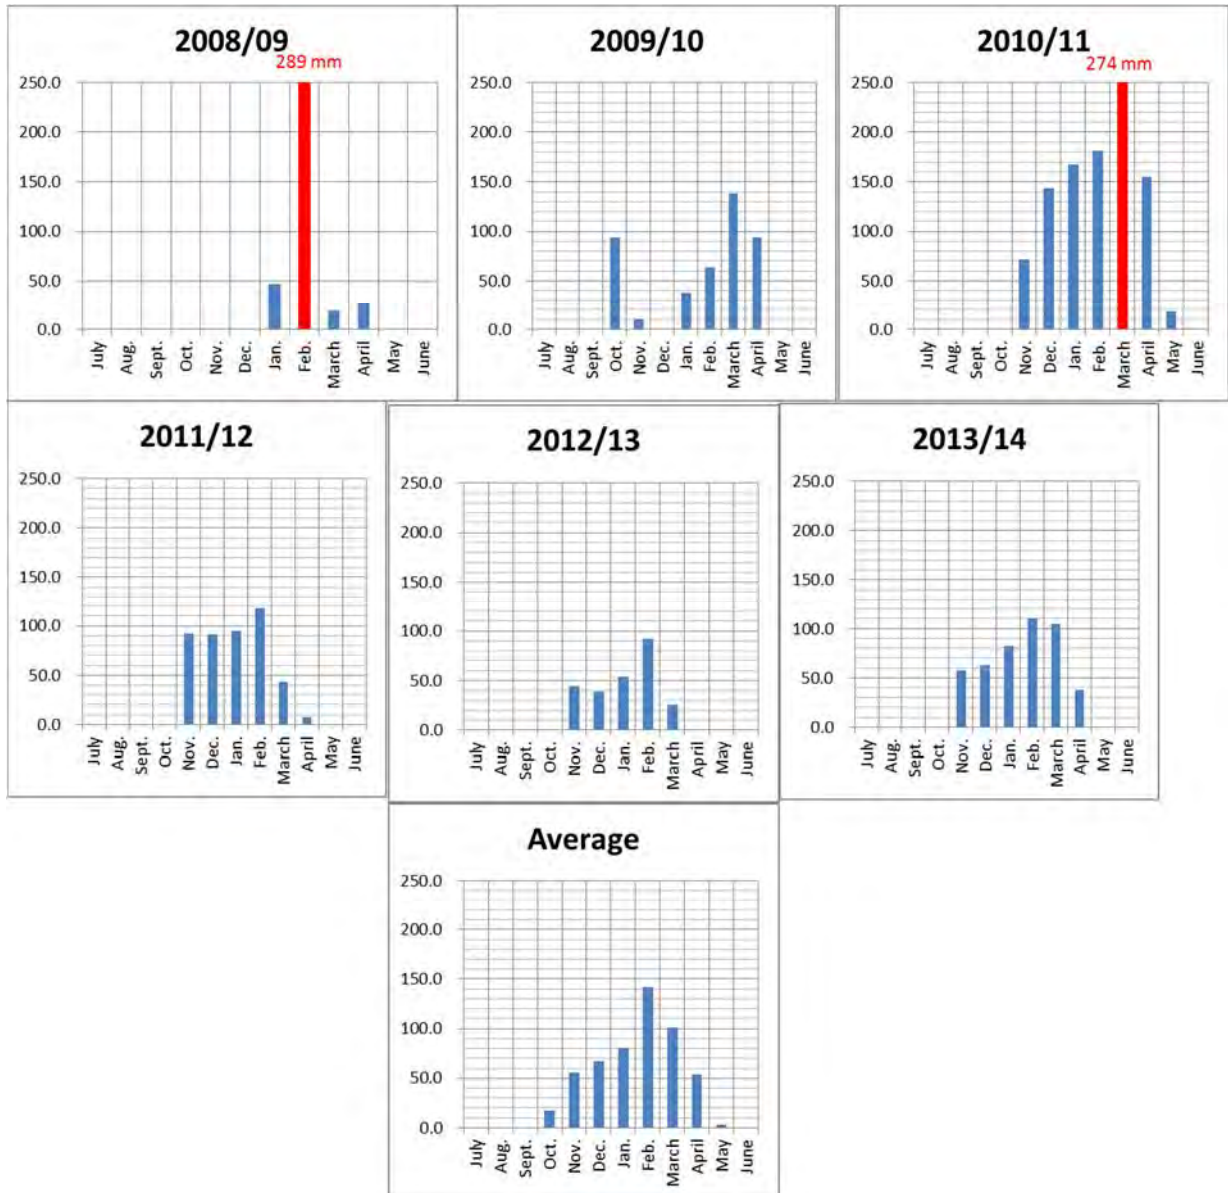 2008/09
289 mm
250.0
200.0
150.0
100.0
50.0
0.0
July
Aug.
Sept.
Oct.
Nov.
Dec.
Jan.
Feb.
March
April
May
June
2009/10
250.0
200.0
150.0
100.0
50.0
0.0
July
Aug.
Sept.
Oct.
Nov.
Dec.
Jan.
Feb.
March
April
May
June
2010/11
274 mm
250.0
200.0
150.0
100.0
50.0
0.0
July
Aug.
Sept.
Oct.
Nov.
Dec.
Jan.
Feb.
March
April
May
June
2011/12
250.0
200.0
150.0
100.0
50.0
0.0
July
Aug.
Sept.
Oct.
Nov.
Dec.
Jan.
Feb.
March
April
May
June
2012/13
250.0
200.0
150.0
100.0
50.0
0.0
July
Aug.
Sept.
Oct.
Nov.
Dec.
Jan.
Feb.
March
April
May
June
2013/14
250.0
200.0
150.0
100.0
50.0
0.0
July
Aug.
Sept.
Oct.
Nov.
Dec.
Jan.
Feb.
March
April
May
June
Average
250.0
200.0
150.0
100.0
50.0
0.0
July
Aug.
Sept.
Oct.
Nov.
Dec.
Jan.
Feb.
March
April
May
June